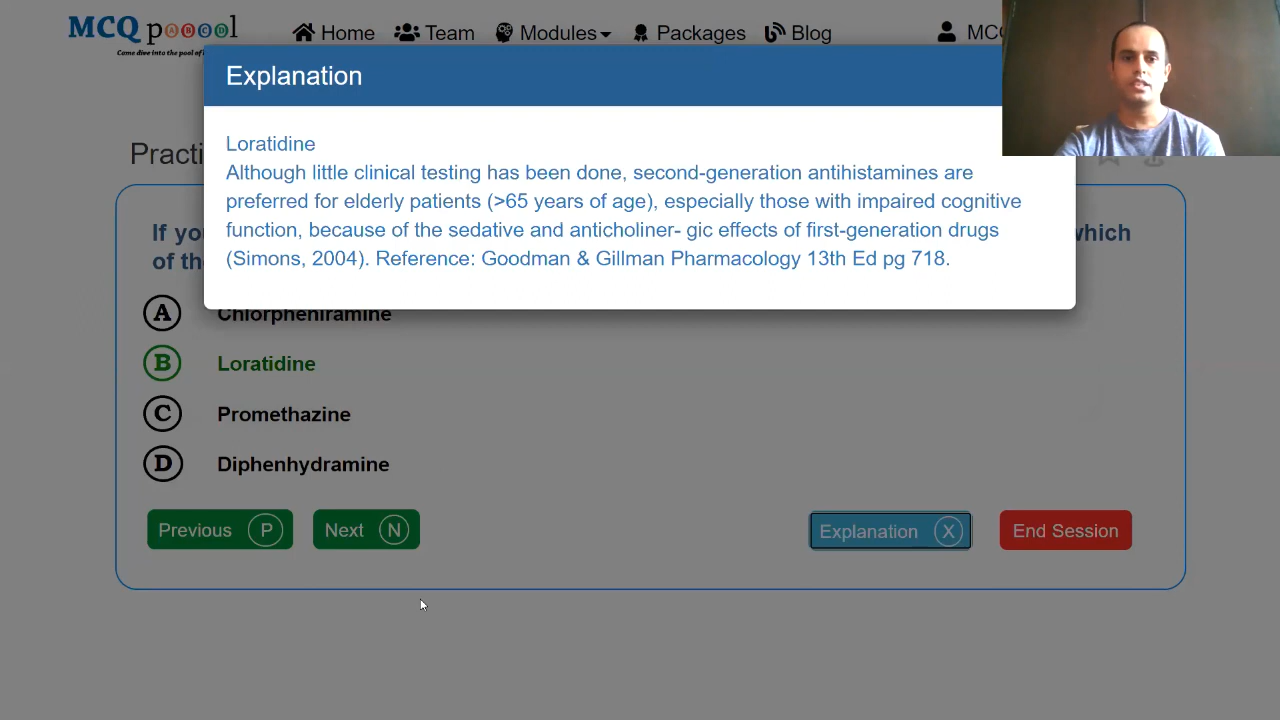 MCQ pooool
Home Team Modules Packages Blog MC
Explanation
Loratidine
Although little clinical testing has been done, second-generation antihistamines are
preferred for elderly patients (>65 years of age), especially those with impaired cognitive
function, because of the sedative and anticholiner- gic effects of first-generation drugs
(Simons, 2004). Reference: Goodman & Gillman Pharmacology 13th Ed pg 718.
Practi
If yo which
of the
A Chlorpheniramine
B Loratidine
C Promethazine
D Diphenhydramine
Previous P Next N Explanation X End Session